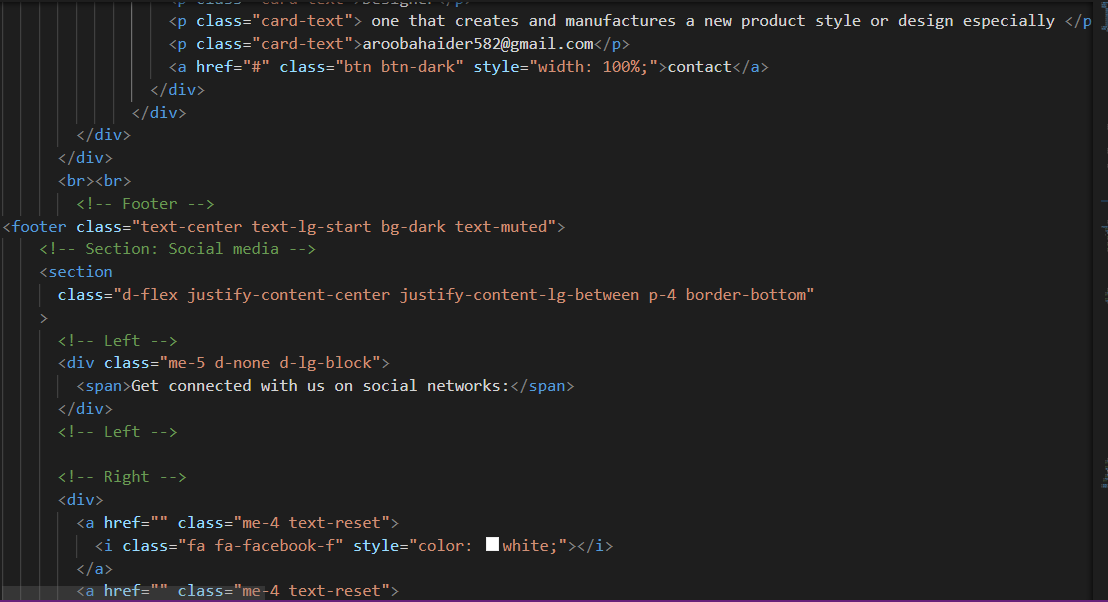 <p class="card-text">Designer</p>
<p class="card-text"> one that creates and manufactures a new product style or design especially </p
<p class="card-text">aroobahaider582@gmail.com</p>
<a href="#" class="btn btn-dark" style="width: 100%;">contact</a>
</div>
</div>
</div>
</div>
<br><br>
<!-- Footer -->
<footer class="text-center text-lg-start bg-dark text-muted">
<!-- Section: Social media -->
<section
class="d-flex justify-content-center justify-content-lg-between p-4 border-bottom"
>
<!-- Left -->
<div class="me-5 d-none d-lg-block">
<span>Get connected with us on social networks:</span>
</div>
<!-- Left -->
<!-- Right -->
<div>
<a href="" class="me-4 text-reset">
<i class="fa fa-facebook-f" style="color: white;"></i>
</a>
<a href="" class="me-4 text-reset">